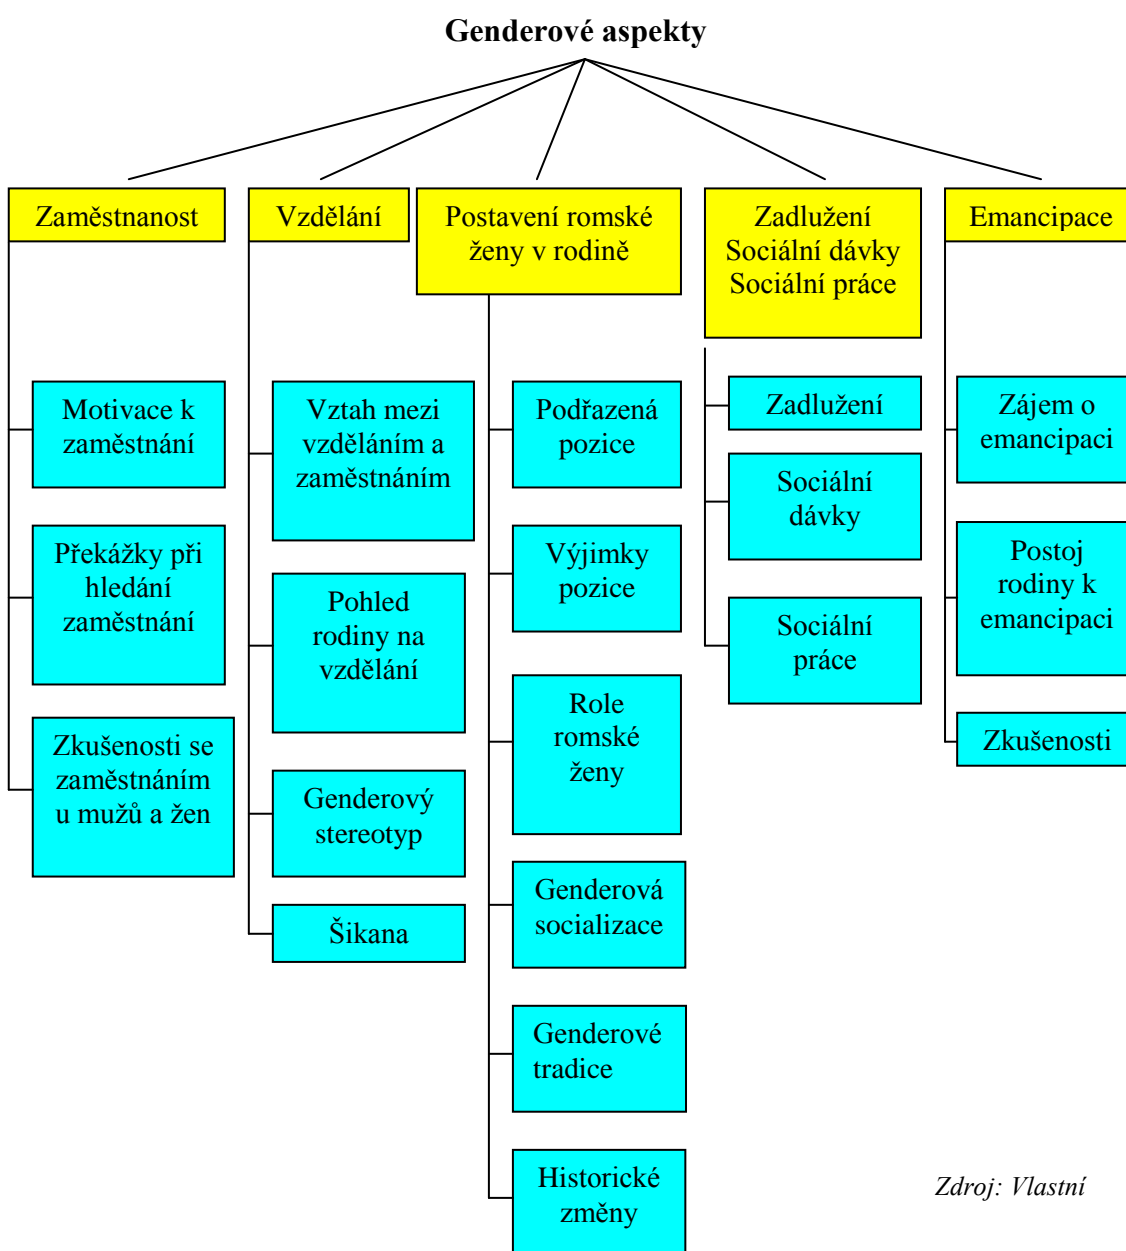 Genderové aspekty
Zaměstnanost
Motivace k
zaměstnání
Překážky při
hledání
zaměstnání
Zkušenosti se
zaměstnáním
u mužů a žen
Vzdělání
Vztah mezi
vzděláním a
zaměstnáním
Pohled
rodiny na
vzdělání
Genderový
stereotyp
Šikana
Postavení romské
ženy v rodině
Podřazená
pozice
Výjimky
pozice
Role
romské
ženy
Genderová
socializace
Genderové
tradice
Historické
změny
Zadlužení
Sociální dávky
Sociální práce
Zadlužení
Sociální
dávky
Sociální
práce
Emancipace
Zájem o
emancipaci
Postoj
rodiny k
emancipaci
Zkušenosti
Zdroj: Vlastní